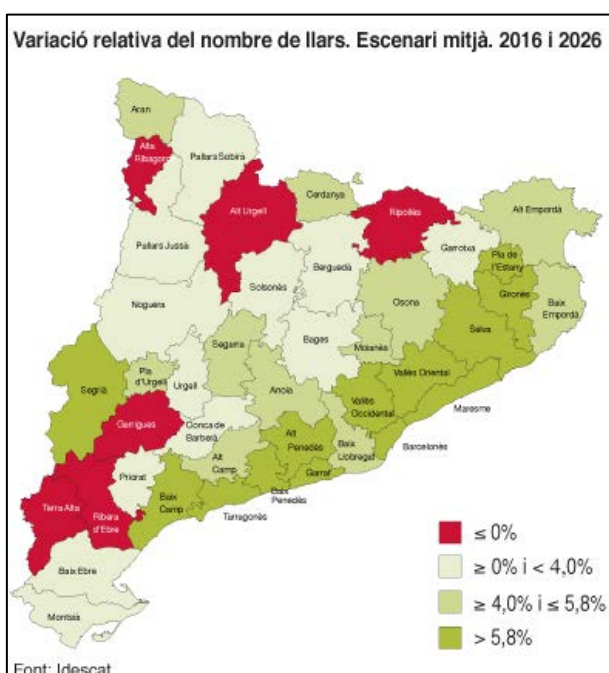 Variació relativa del nombre de llars. Escenari mitjà. 2016 i 2026
Aran
Alta
Ribagorç
Pallars Sobirà
Alt Urgell
Cerdanya
Ripollès
Alt Empordà
Pallars Jussà
Berguedà
Garrotxa
Pla de
l'Estany
Gironès
Noguera
Solsonès
Osona
Baix
Empordà
Selva
Bages
Segarra
Moianès
Segrià
Pla
d'Urgell
Urgell
Anoia
Vallès Oriental
Vallès
Occidental
Maresme
Garrigues
Conca de
Barberà
Alt
Penedès
Baix
Llobregat
Barcelonès
Alt
Camp
Garraf
Priorat
Baix
Penedès
Baix
Camp
Tarragonès
Terra Alta
Ribera
d'Ebre
Baix Ebre
Montsià
≤ 0%
≥ 0% i < 4,0%
≥ 4,0% i ≤ 5,8%
> 5,8%
Font: Idescat